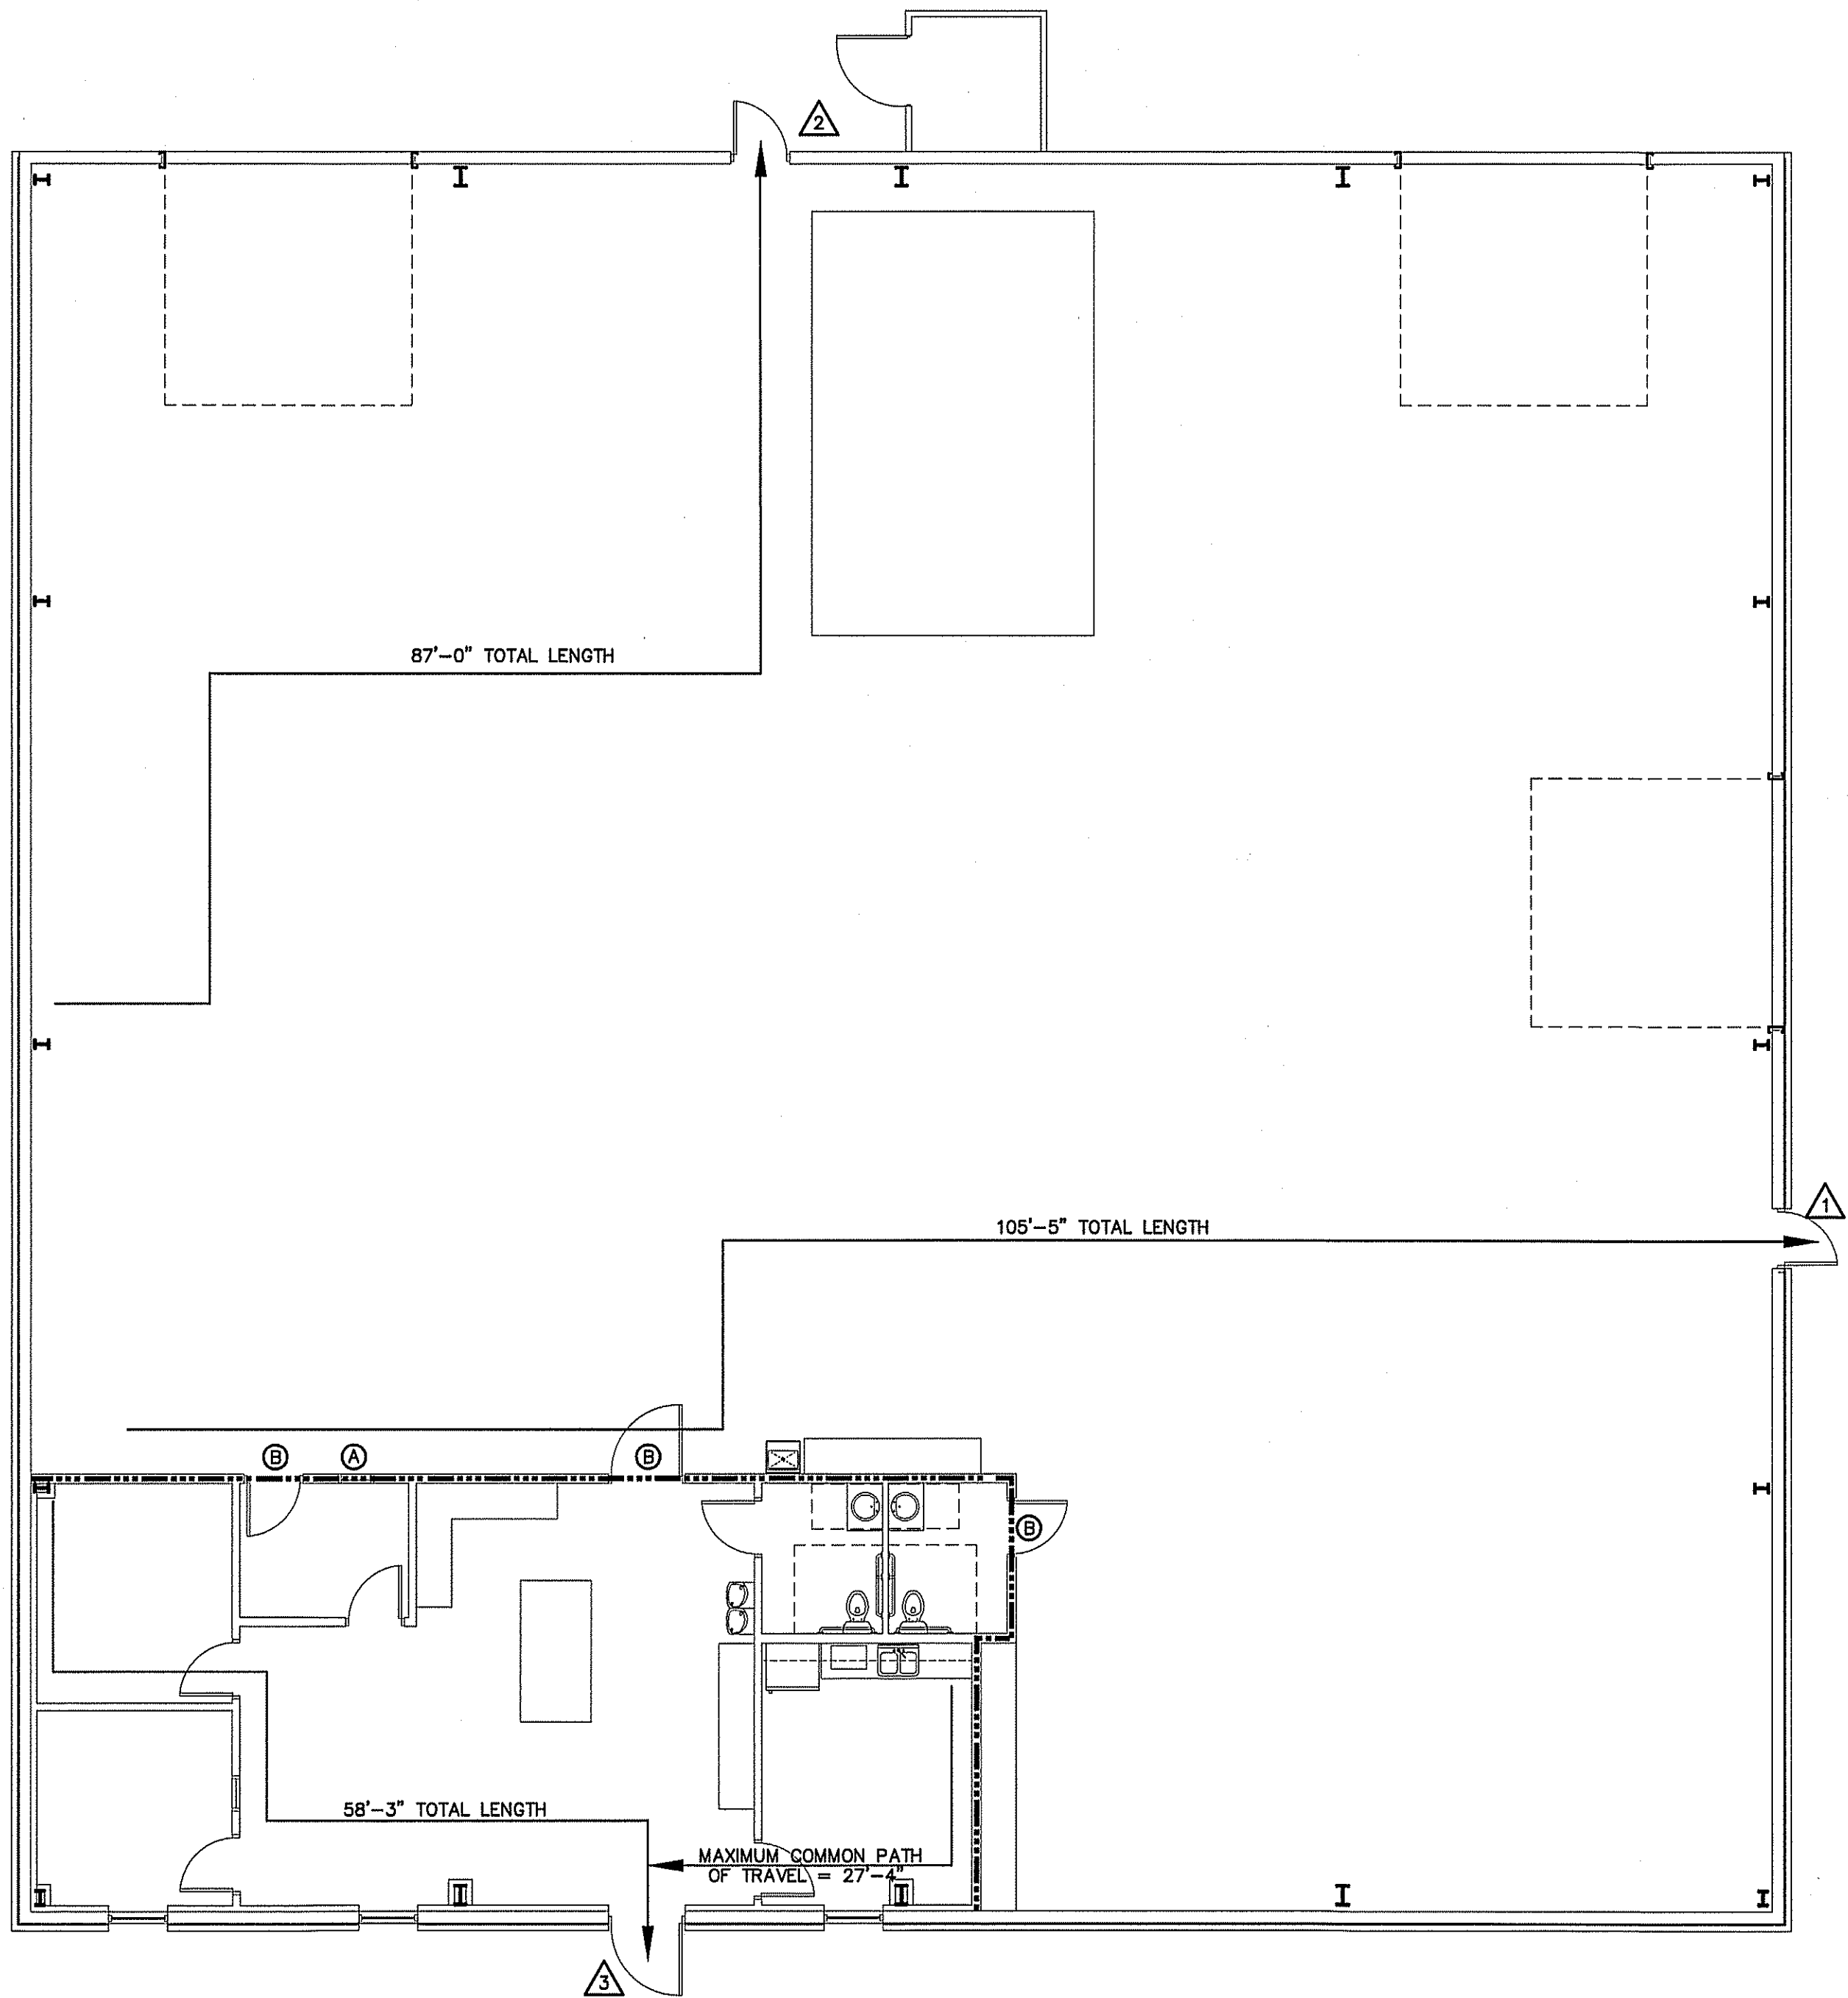 2
87'-0" TOTAL LENGTH
1
105'-5" TOTAL LENGTH
B
A
B
B
58'-3" TOTAL LENGTH
MAXIMUM COMMON PATH
OF TRAVEL = 27'-4"
3